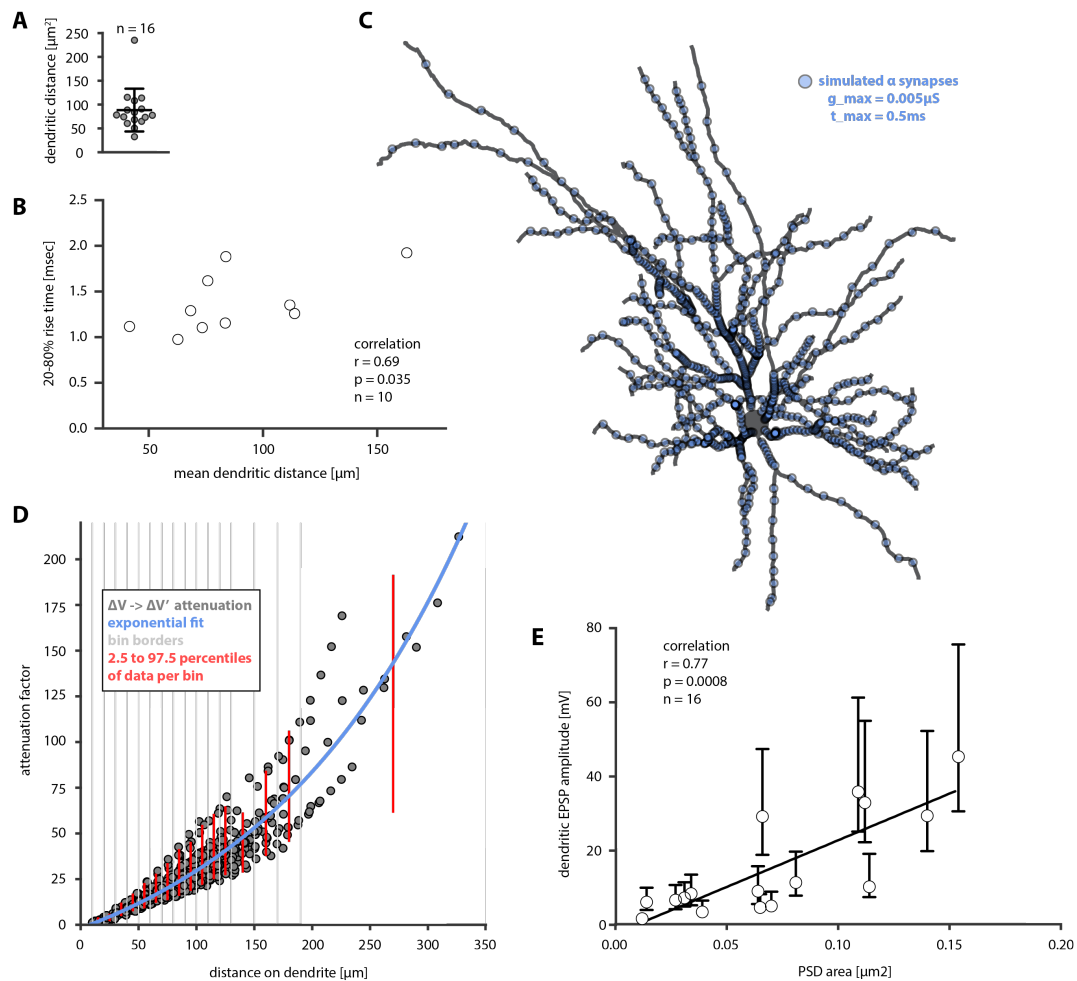 A
n = 16
dendritic distance [µm²]
250
200
150
100
50
0
B
20-80% rise time [msec]
2.5
2.0
1.5
1.0
0.5
0.0
50
100
150
mean dendritic distance [µm]
correlation
r = 0.69
p = 0.035
n = 10
C
simulated α synapses
g_max = 0.005µS
t_max = 0.5ms
D
attenuation factor
200
175
150
125
100
75
50
25
0
0
50
100
150
200
250
300
350
distance on dendrite [µm]
ΔV -> ΔV’ attenuation
exponential fit
bin borders
2.5 to 97.5 percentiles
of data per bin
E
dendritic EPSP amplitude [mV]
80
60
40
20
0
0.00
0.05
0.10
0.15
0.20
PSD area [µm2]
correlation
r = 0.77
p = 0.0008
n = 16